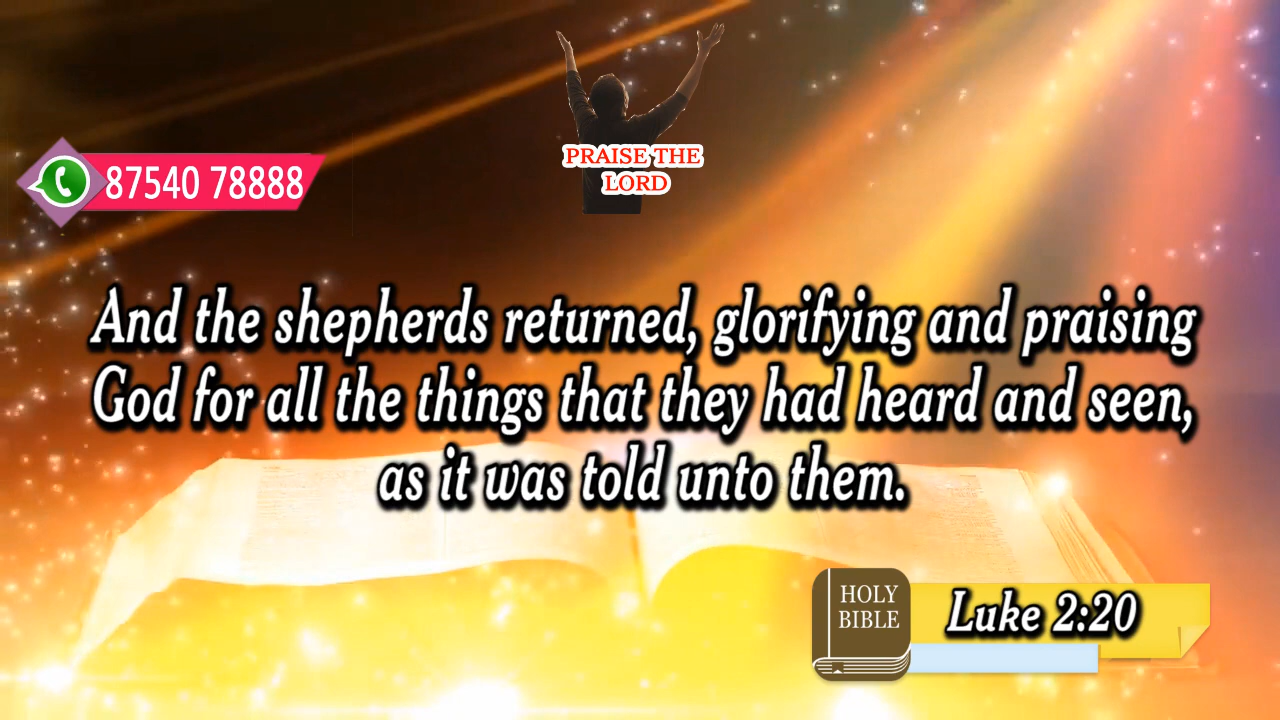 PRAISE THE
LORD
87540 78888
And the shepherds returned, glorifying and praising
God for all the things that they had heard and seen,
as it was told unto them.
HOLY
BIBLE
Luke 2:20